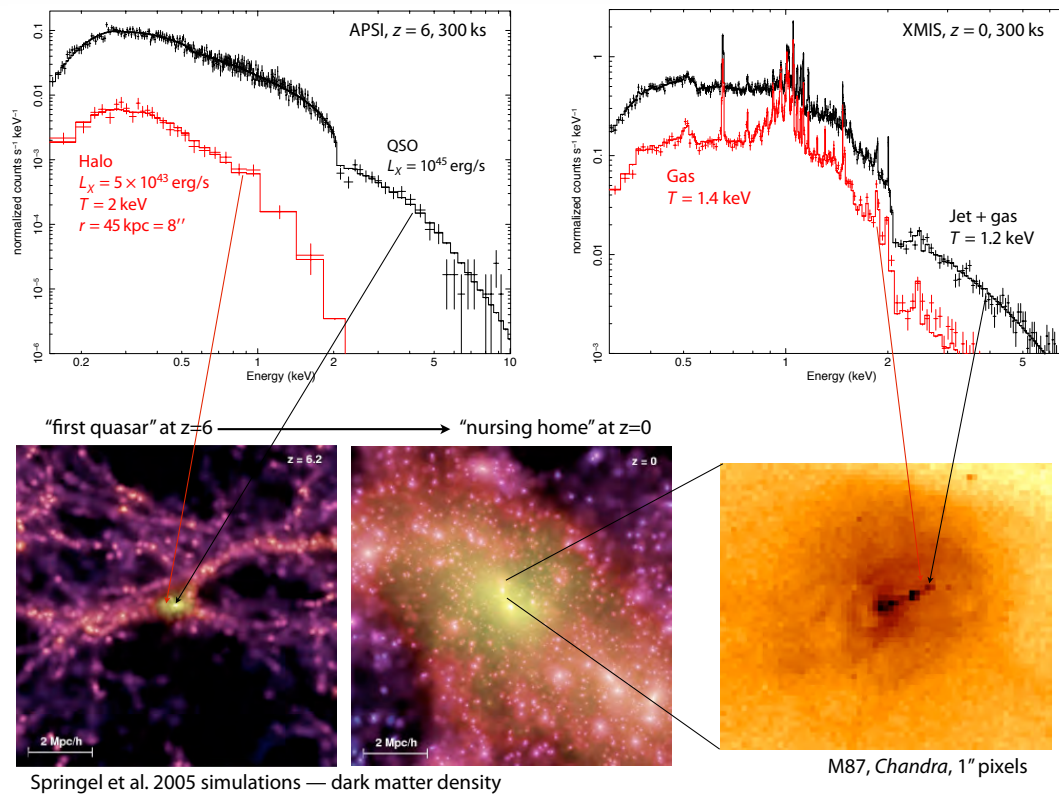 APSI, z = 6, 300 ks
normalized counts s⁻¹ keV⁻¹
0.1
0.01
10⁻³
10⁻⁴
10⁻⁵
10⁻⁶
Halo
L_X = 5 × 10⁴³ erg/s
T = 2 keV
r = 45 kpc = 8′′
QSO
L_X = 10⁴⁵ erg/s
0.2 0.5 1 2 5 10
Energy (keV)
XMIS, z = 0, 300 ks
normalized counts s⁻¹ keV⁻¹
1
0.1
0.01
10⁻³
Gas
T = 1.4 keV
Jet + gas
T = 1.2 keV
0.5 1 2 5
Energy (keV)
“first quasar” at z=6
“nursing home” at z=0
z = 6.2
2 Mpc/h
z = 0
2 Mpc/h
Springel et al. 2005 simulations — dark matter density
M87, Chandra, 1″ pixels